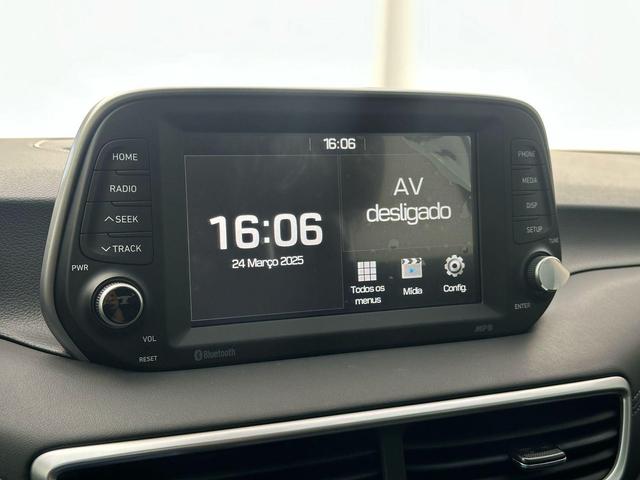 HOME
RADIO
SEEK
TRACK
PWR
VOL
RESET
16:06
16:06
24 Março 2025
AV
desligado
Todos os
menus
Mídia
Config.
PHONE
MEDIA
DISP
SETUP
TUNE
ENTER
Bluetooth
MP3